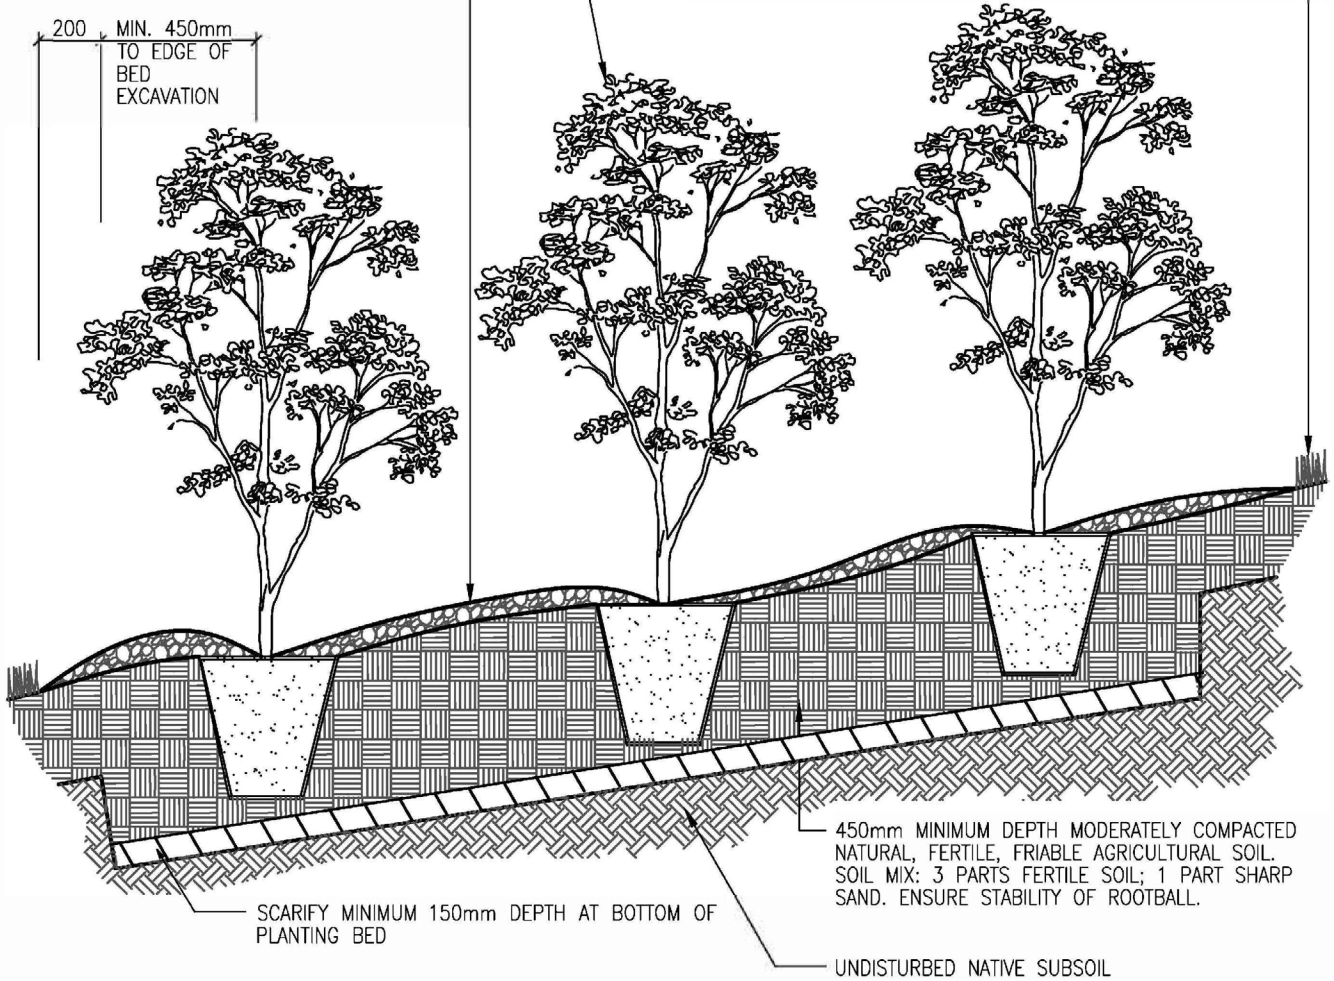 200
MIN. 450mm
TO EDGE OF
BED
EXCAVATION
450mm MINIMUM DEPTH MODERATELY COMPACTED
NATURAL, FERTILE, FRIABLE AGRICULTURAL SOIL.
SOIL MIX: 3 PARTS FERTILE SOIL; 1 PART SHARP
SAND. ENSURE STABILITY OF ROOTBALL.
SCARIFY MINIMUM 150mm DEPTH AT BOTTOM OF
PLANTING BED
UNDISTURBED NATIVE SUBSOIL